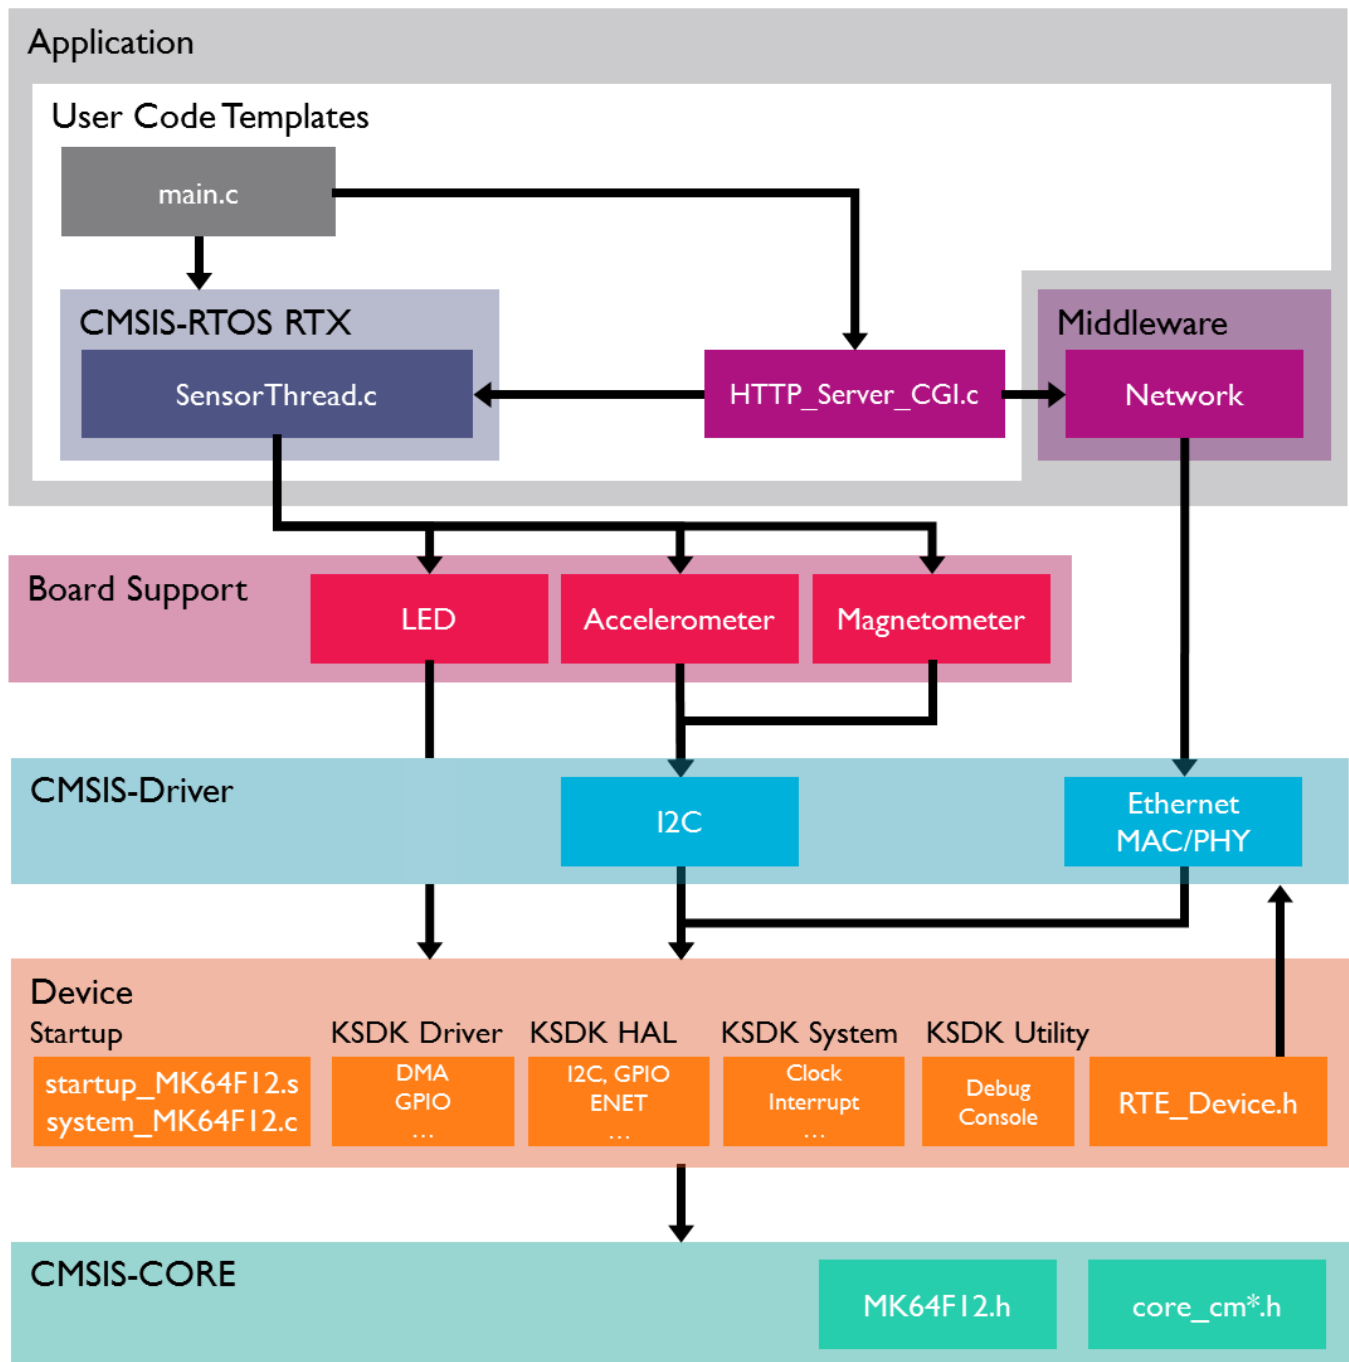 Application
User Code Templates
main.c
CMSIS-RTOS RTX
SensorThread.c
HTTP_Server_CGI.c
Middleware
Network
Board Support
LED
Accelerometer
Magnetometer
CMSIS-Driver
I2C
Ethernet
MAC/PHY
Device
Startup
startup_MK64F12.s
system_MK64F12.c
KSDK Driver
DMA
GPIO
...
KSDK HAL
I2C, GPIO
ENET
...
KSDK System
Clock
Interrupt
...
KSDK Utility
Debug
Console
RTE_Device.h
CMSIS-CORE
MK64F12.h
core_cm*.h